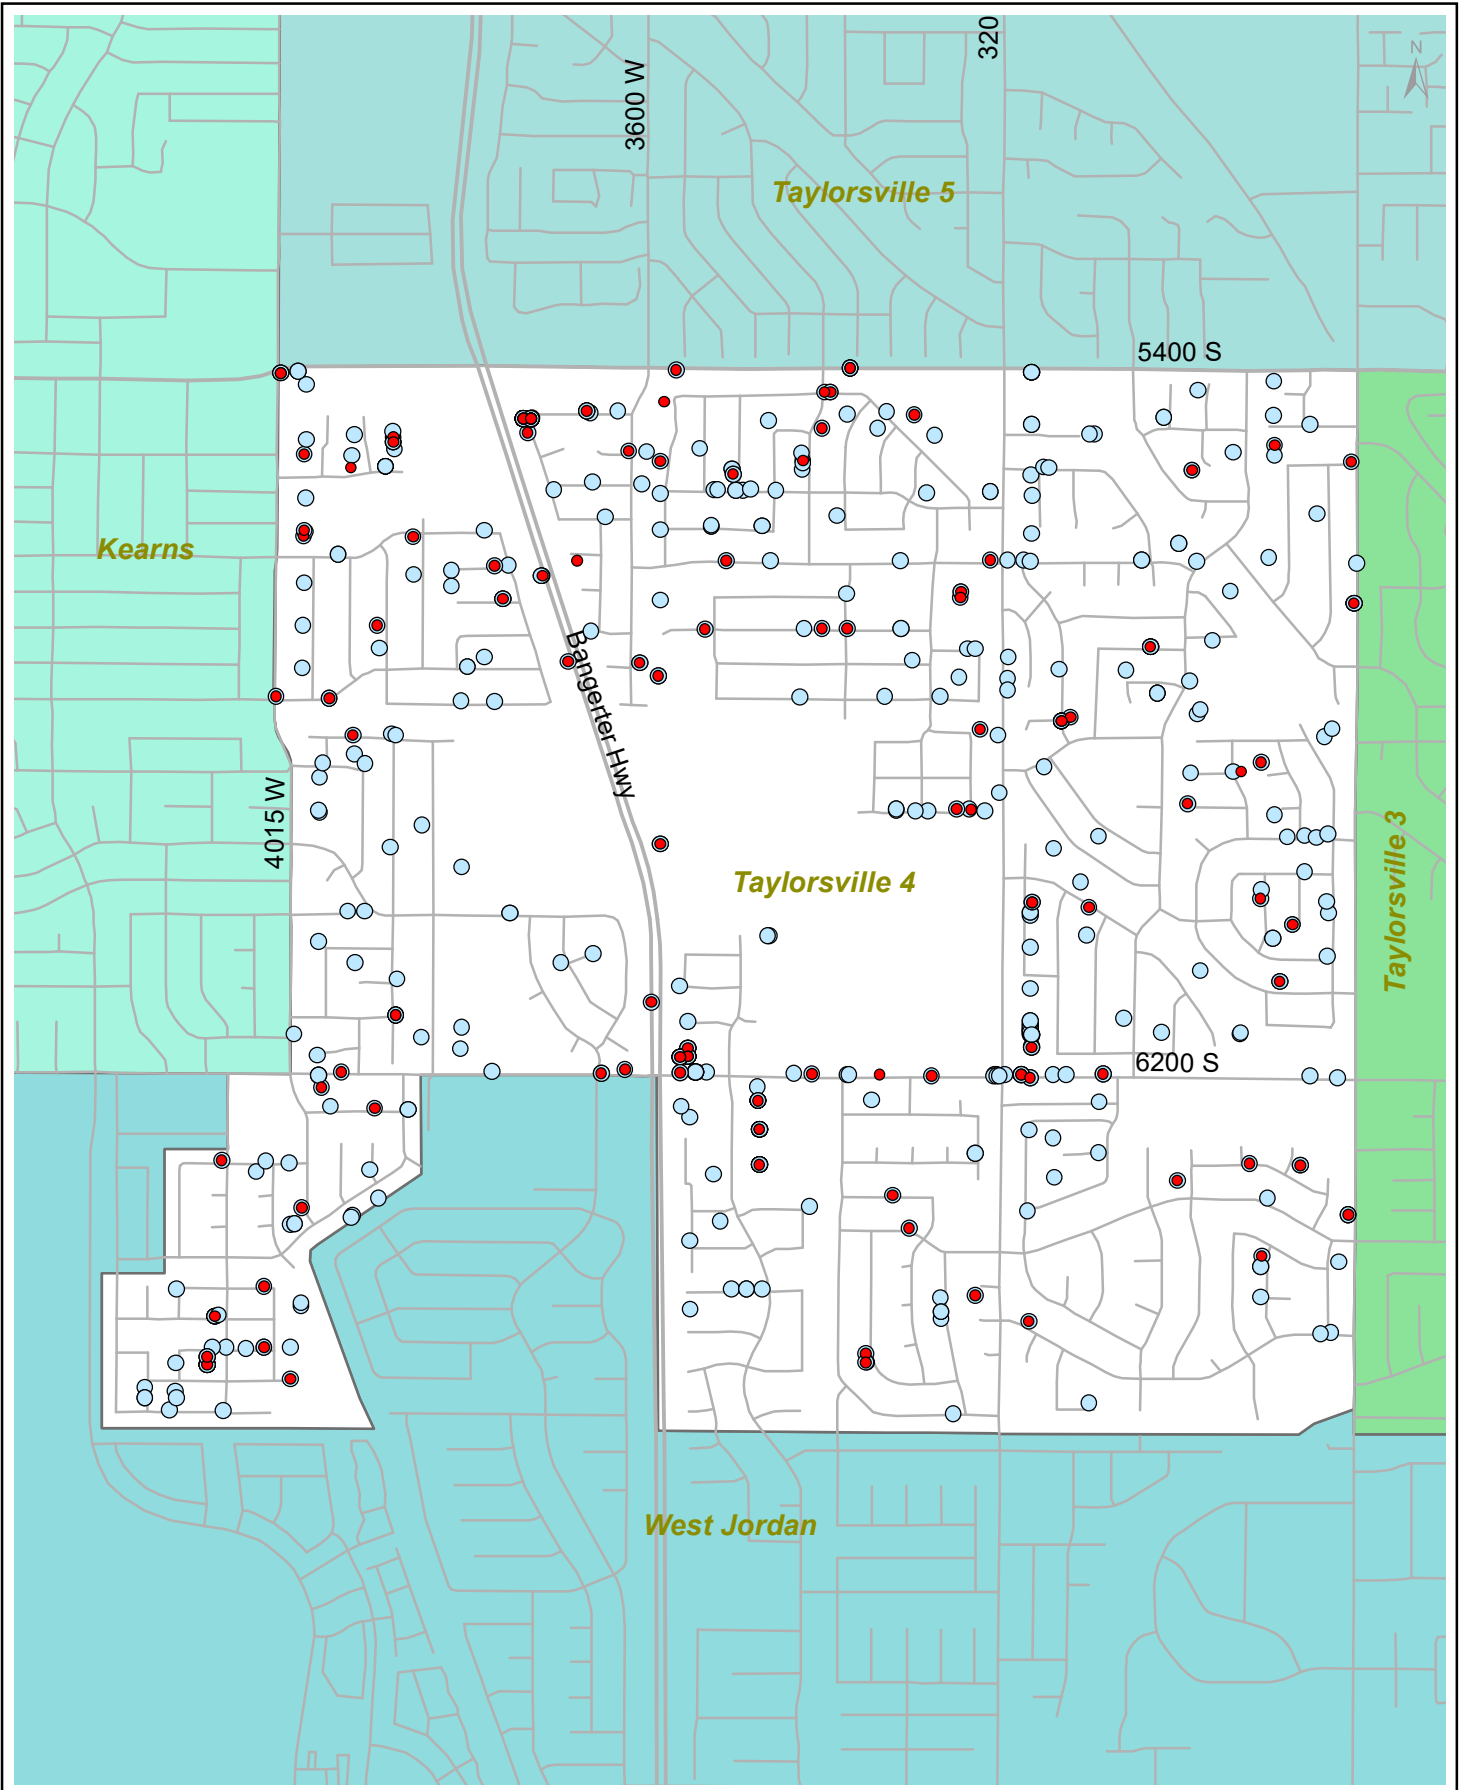 320
3600 W
N
Taylorsville 5
5400 S
Kearns
Bangerter Hwy
4015 W
Taylorsville 4
Taylorsville 3
6200 S
West Jordan